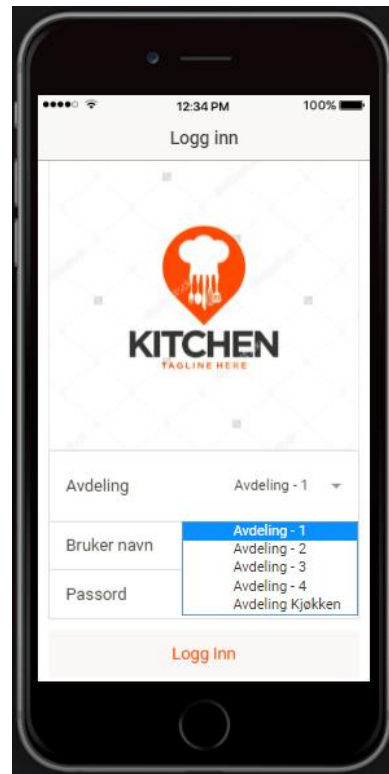 12:34 PM 100%
Logg inn
KITCHEN
TAGLINE HERE
Avdeling Avdeling - 1
Bruker navn
Passord
Avdeling - 1
Avdeling - 2
Avdeling - 3
Avdeling - 4
Avdeling Kjøkken
Logg Inn